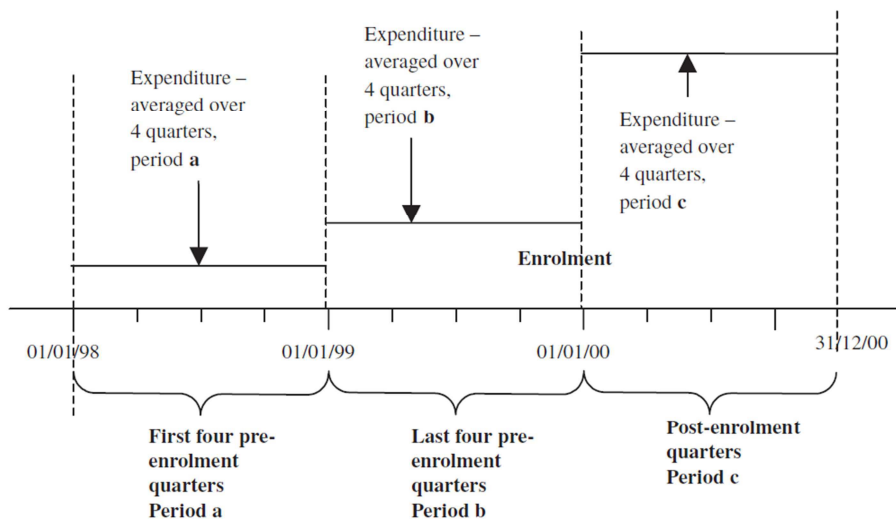 Expenditure –
averaged over
4 quarters,
period a
Expenditure –
averaged over
4 quarters,
period b
Expenditure –
averaged over
4 quarters,
period c
Enrolment
01/01/98
01/01/99
01/01/00
31/12/00
First four pre-
enrolment
quarters
Period a
Last four pre-
enrolment
quarters
Period b
Post-enrolment
quarters
Period c